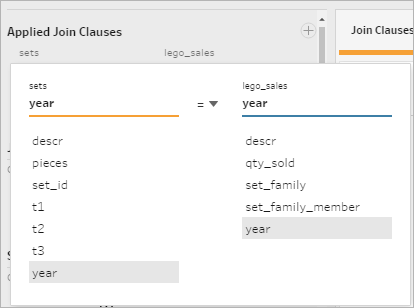 Applied Join Clauses
Join Clauses
sets lego_sales
sets lego_sales
year = year
descr descr
pieces qty_sold
set_id set_family
t1 set_family_member
t2 year
t3
year